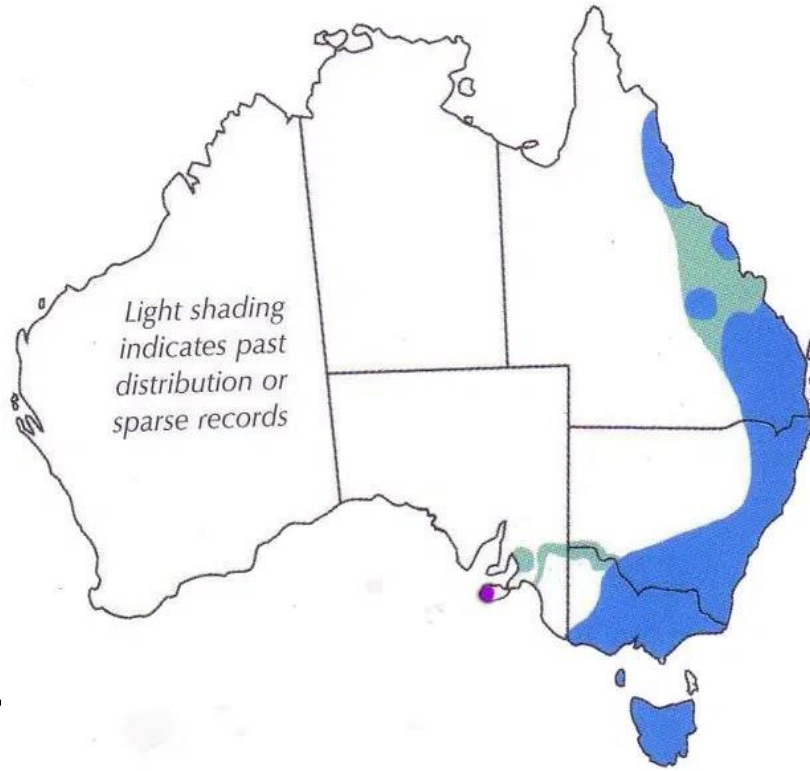 Light shading
indicates past
distribution or
sparse records